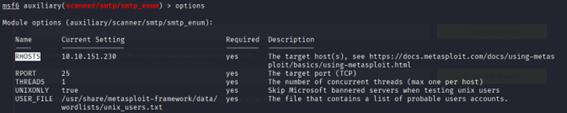 msf6 auxiliary(scanner/smtp/smtp_enum) > options
Module options (auxiliary/scanner/smtp/smtp_enum):
Name Current Setting Required Description
RHOSTS 10.10.151.230 yes The target host(s), see https://docs.metasploit.com/docs/using-metas
ploit/basics/using-metasploit.html
RPORT 25 yes The target port (TCP)
THREADS 1 yes The number of concurrent threads (max one per host)
UNIXONLY true yes Skip Microsoft bannered servers when testing unix users
USER_FILE /usr/share/metasploit-framework/data/ yes The file that contains a list of probable users accounts.
wordlists/unix_users.txt